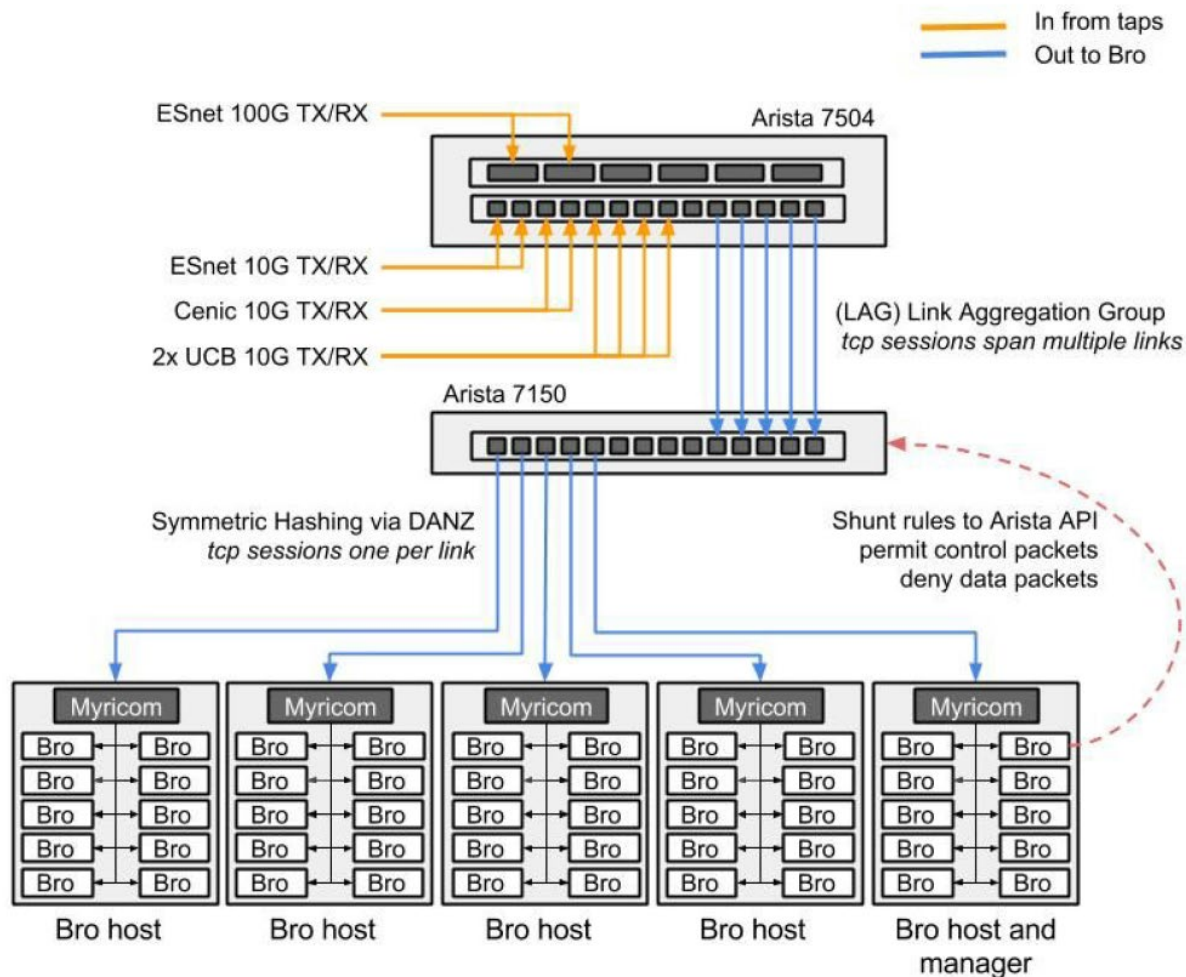 In from taps
Out to Bro
ESnet 100G TX/RX
Arista 7504
ESnet 10G TX/RX
Cenic 10G TX/RX
2x UCB 10G TX/RX
(LAG) Link Aggregation Group
tcp sessions span multiple links
Arista 7150
Symmetric Hashing via DANZ
tcp sessions one per link
Shunt rules to Arista API
permit control packets
deny data packets
Myricom Myricom Myricom Myricom Myricom
Bro Bro Bro Bro Bro Bro Bro Bro Bro Bro
Bro Bro Bro Bro Bro Bro Bro Bro Bro Bro
Bro Bro Bro Bro Bro Bro Bro Bro Bro Bro
Bro Bro Bro Bro Bro Bro Bro Bro Bro Bro
Bro Bro Bro Bro Bro Bro Bro Bro Bro Bro
Bro host Bro host Bro host Bro host Bro host and
manager